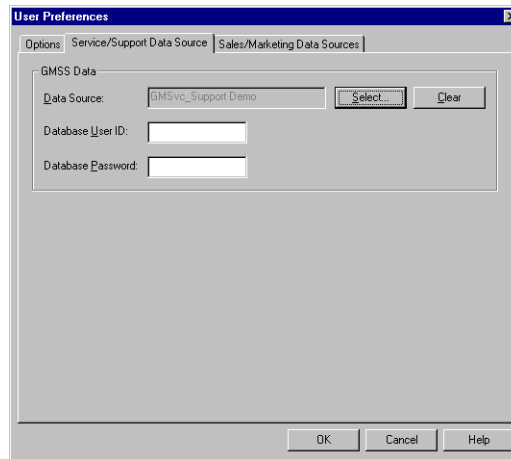 User Preferences
Options Service/Support Data Source Sales/Marketing Data Sources
GMSS Data
Data Source: GMSvc_Support Demo Select... Clear
Database User ID:
Database Password:
OK Cancel Help